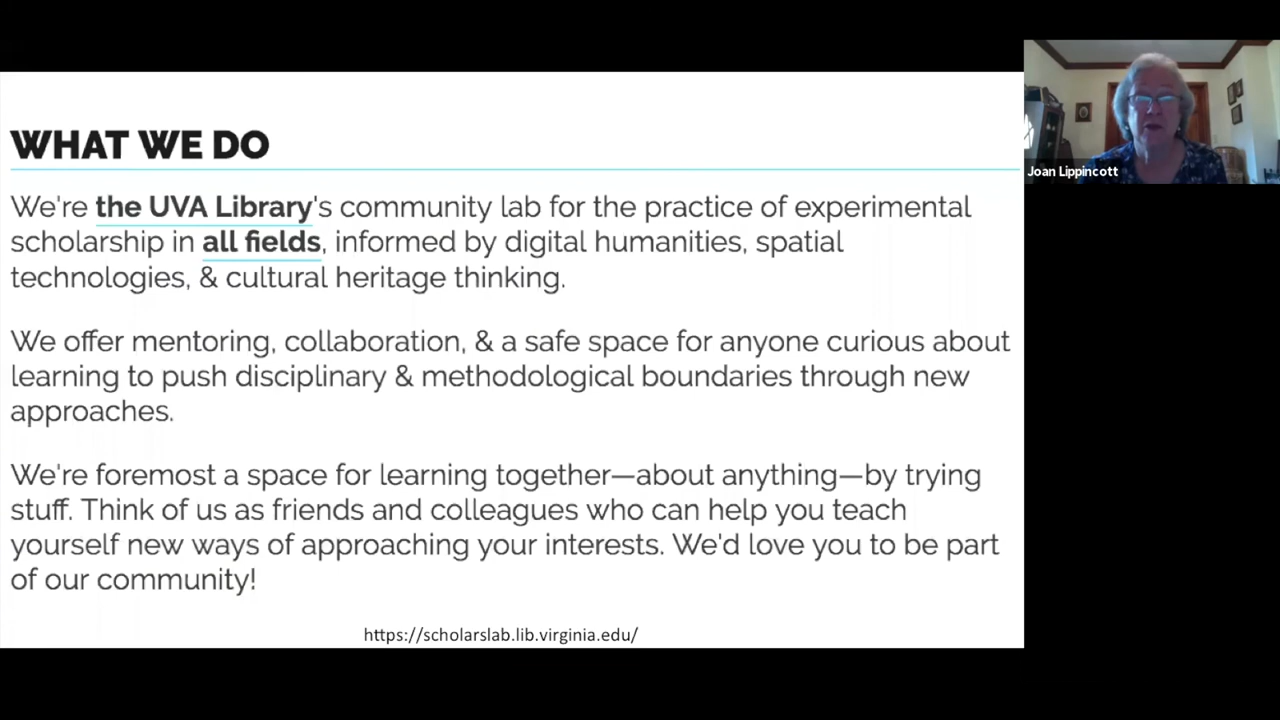 WHAT WE DO
We're the UVA Library's community lab for the practice of experimental
scholarship in all fields, informed by digital humanities, spatial
technologies, & cultural heritage thinking.
We offer mentoring, collaboration, & a safe space for anyone curious about
learning to push disciplinary & methodological boundaries through new
approaches.
We're foremost a space for learning together—about anything—by trying
stuff. Think of us as friends and colleagues who can help you teach
yourself new ways of approaching your interests. We'd love you to be part
of our community!
https://scholarslab.lib.virginia.edu/
Joan Lippincott